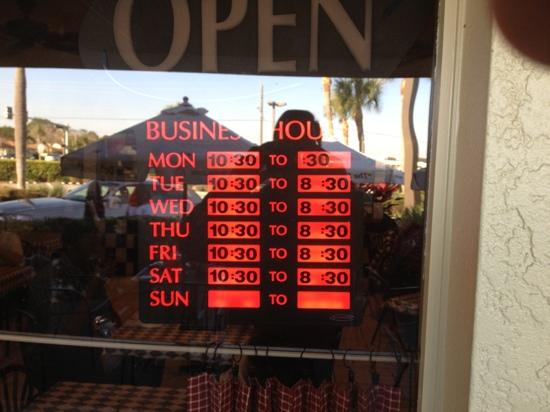 OPEN
BUSINESS HOU
MON 10:30 TO :30
TUE 10:30 TO 8:30
WED 10:30 TO 8:30
THU 10:30 TO 8:30
FRI 10:30 TO 8:30
SAT 10:30 TO 8:30
SUN TO